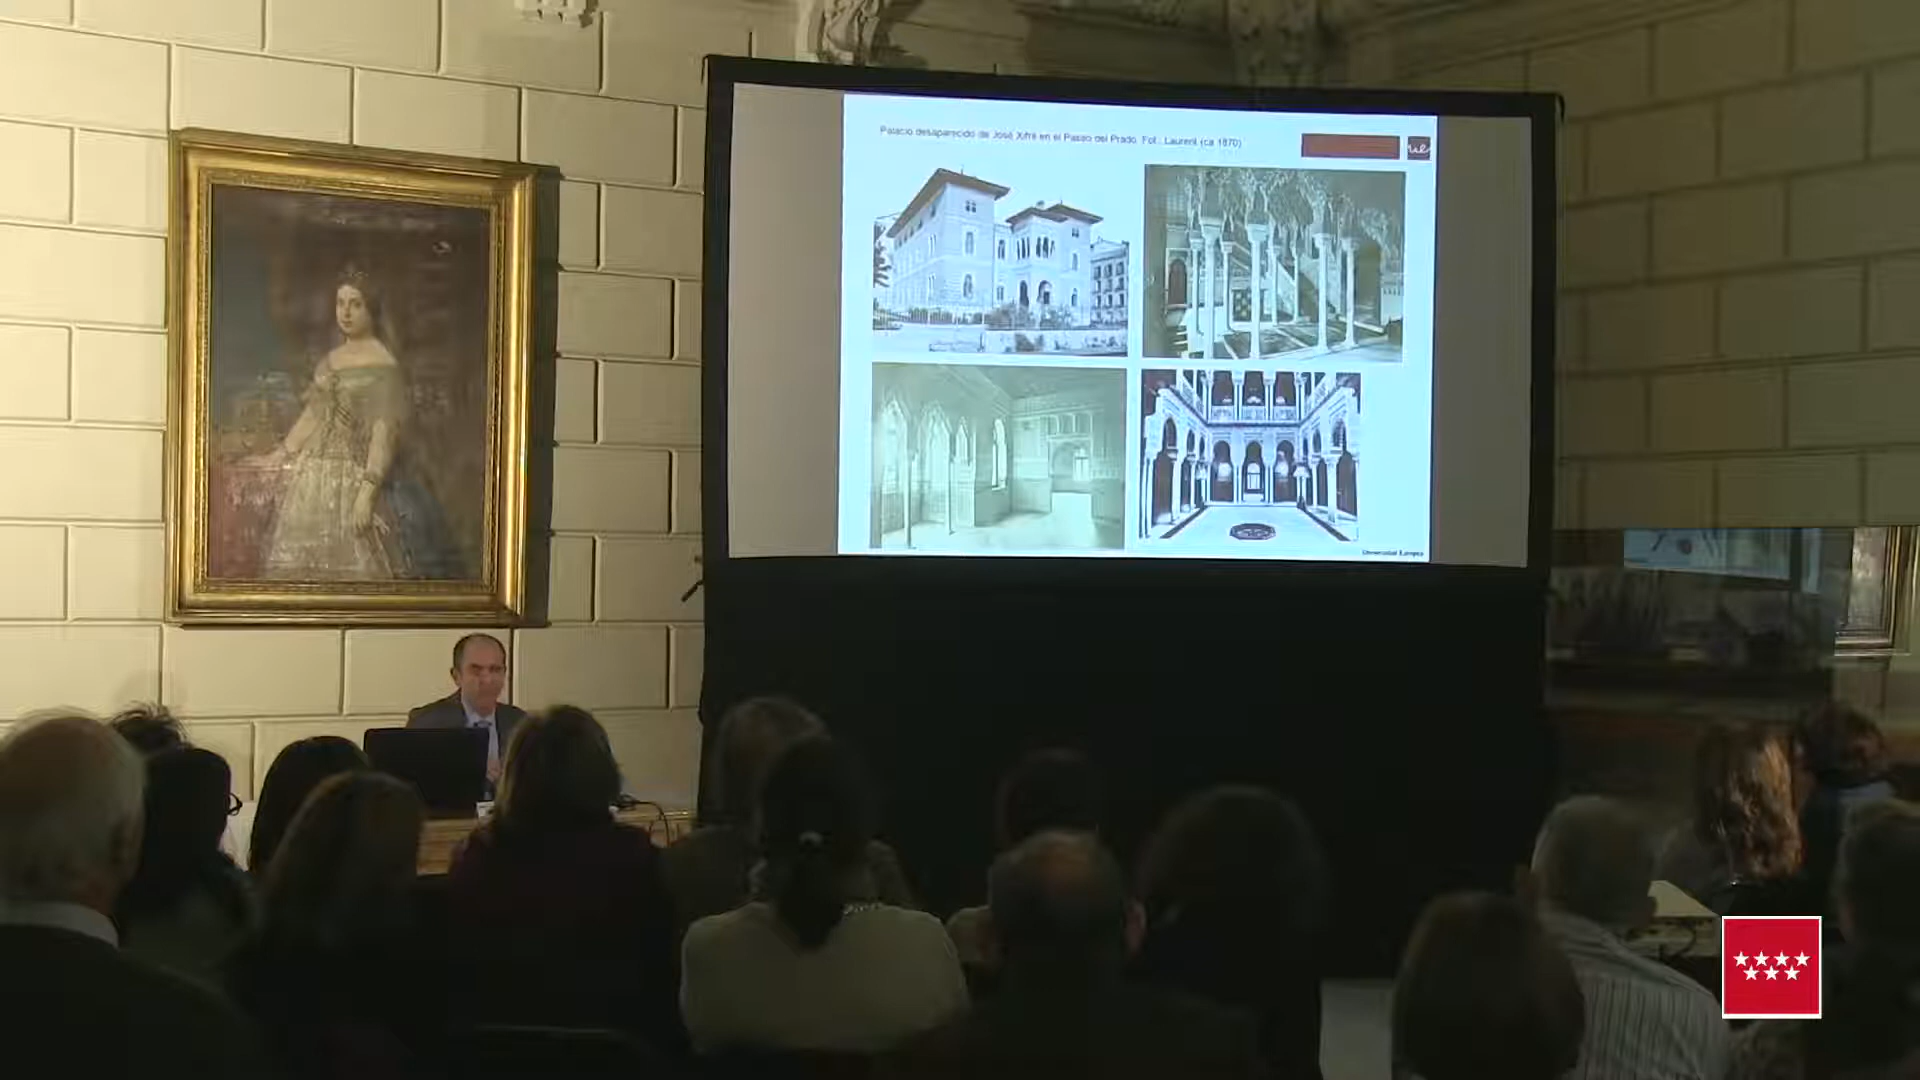 Palacio desaparecido de José Xifré en el Paseo del Prado. Fot.: Laurent (ca 1870)
ue
Universidad Europea